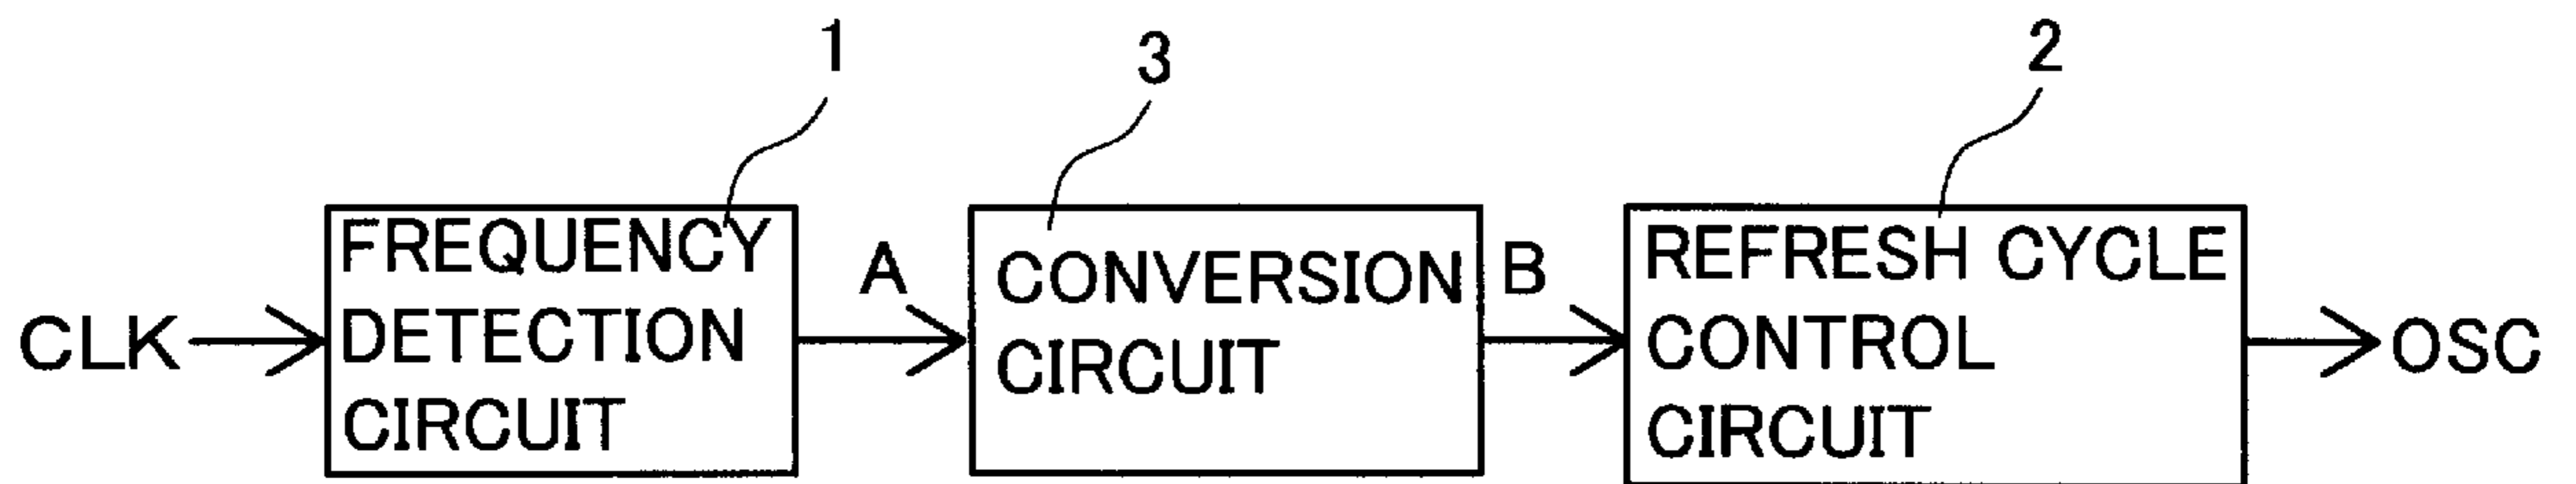 1
3
2
CLK
FREQUENCY
DETECTION
CIRCUIT
A
CONVERSION
CIRCUIT
B
REFRESH CYCLE
CONTROL
CIRCUIT
OSC